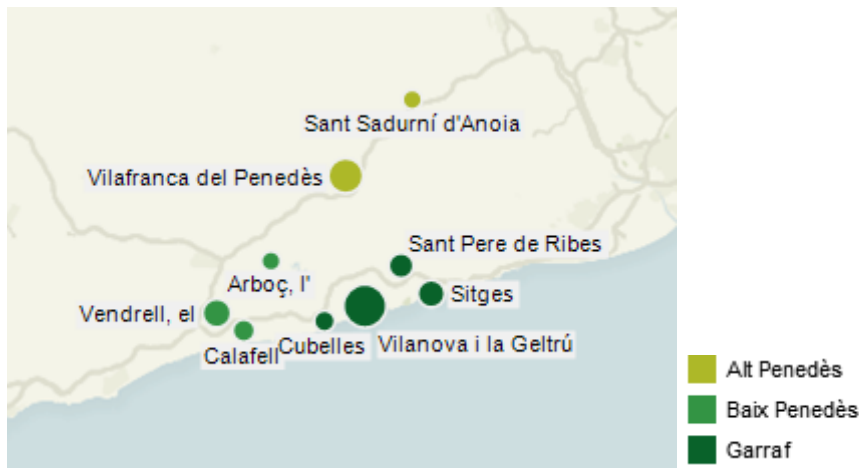 Sant Sadurní d'Anoia
Vilafranca del Penedès
Sant Pere de Ribes
Arboç, l'
Sitges
Vendrell, el
Calafell
Cubelles
Vilanova i la Geltrú
Alt Penedès
Baix Penedès
Garraf